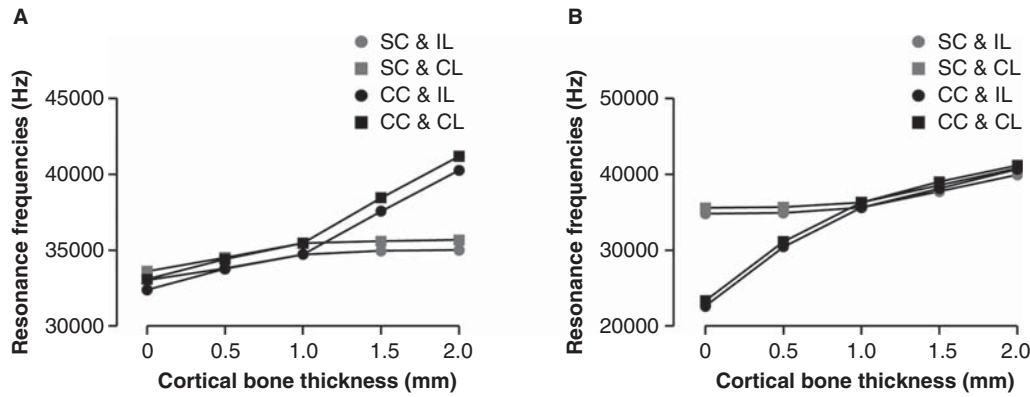 A
SC & IL
SC & CL
CC & IL
CC & CL
Resonance frequencies (Hz)
45000
40000
35000
30000
0 0.5 1.0 1.5 2.0
Cortical bone thickness (mm)
B
SC & IL
SC & CL
CC & IL
CC & CL
Resonance frequencies (Hz)
50000
40000
30000
20000
0 0.5 1.0 1.5 2.0
Cortical bone thickness (mm)